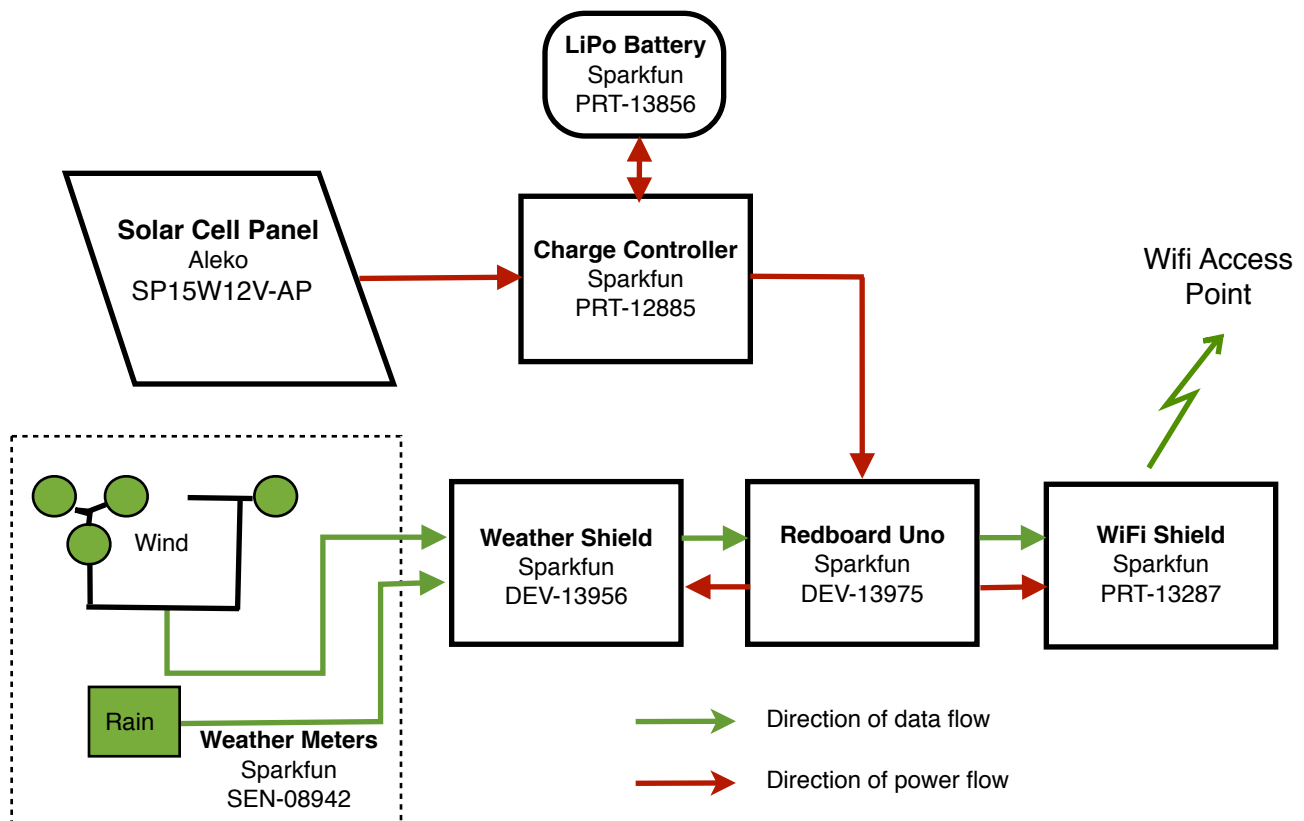 LiPo Battery
Sparkfun
PRT-13856
Solar Cell Panel
Aleko
SP15W12V-AP
Charge Controller
Sparkfun
PRT-12885
Wifi Access
Point
Wind
Weather Shield
Sparkfun
DEV-13956
Redboard Uno
Sparkfun
DEV-13975
WiFi Shield
Sparkfun
PRT-13287
Rain
Weather Meters
Sparkfun
SEN-08942
Direction of data flow
Direction of power flow